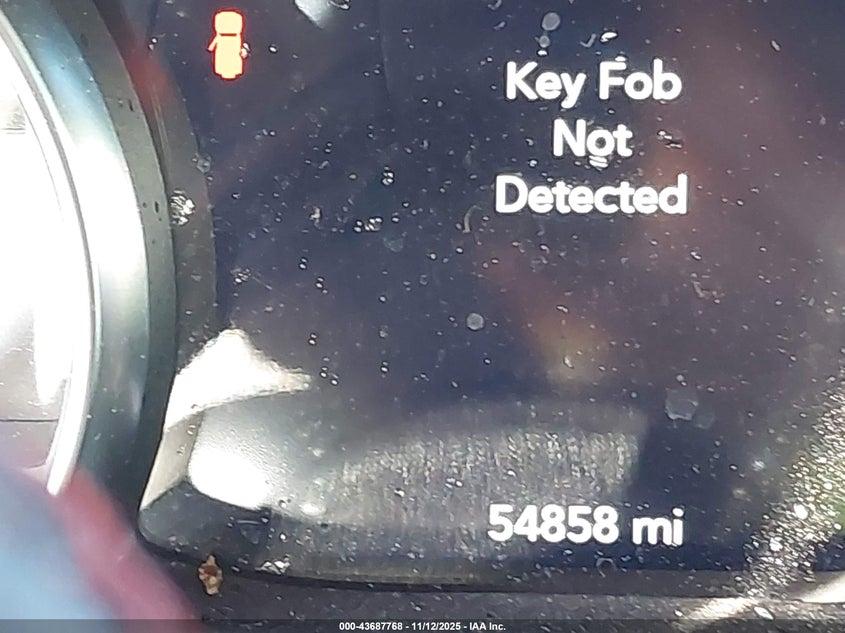 Key Fob
Not
Detected
54858 mi
000-43687768 - 11/12/2025 - IAA Inc.